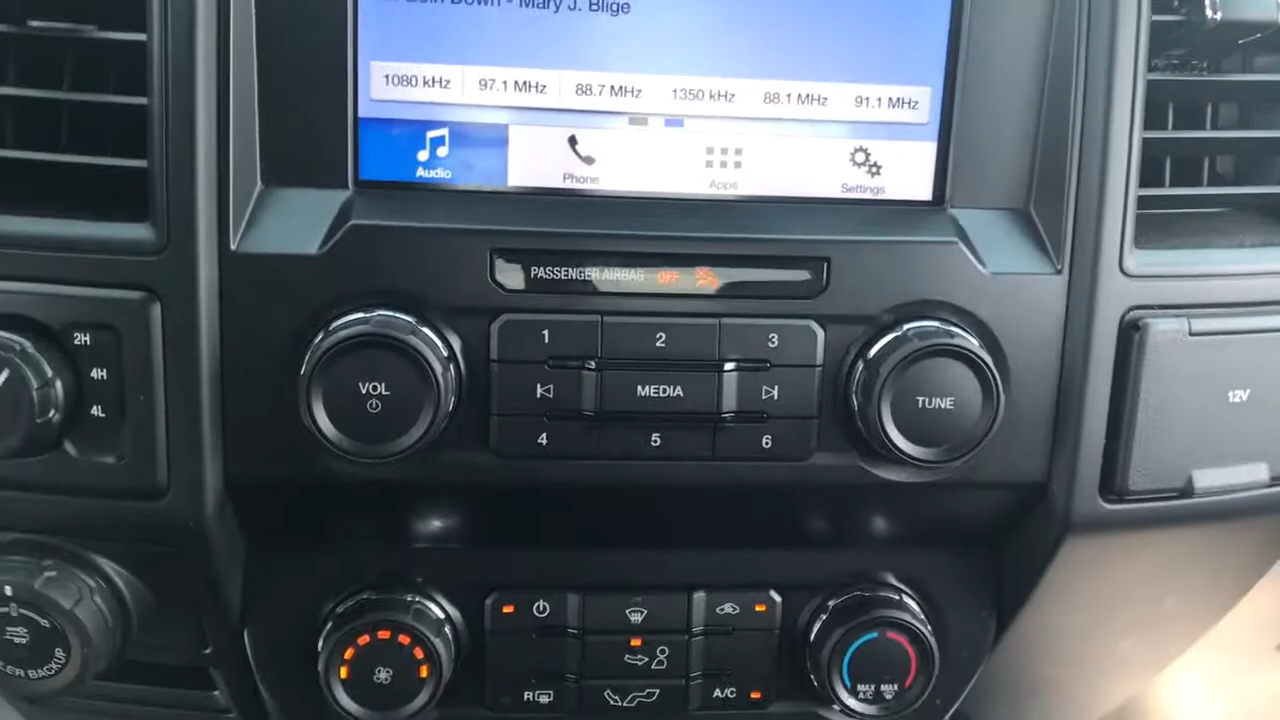 Down - Mary J. Blige
1080 kHz 97.1 MHz 88.7 MHz 1350 kHz 88.1 MHz 91.1 MHz
Audio Phone Apps Settings
PASSENGER AIRBAG OFF
2H
4H
4L
1 2 3
VOL
MEDIA
TUNE
12V
4 5 6
BACKUP
R
A/C
MAX A/C
MAX